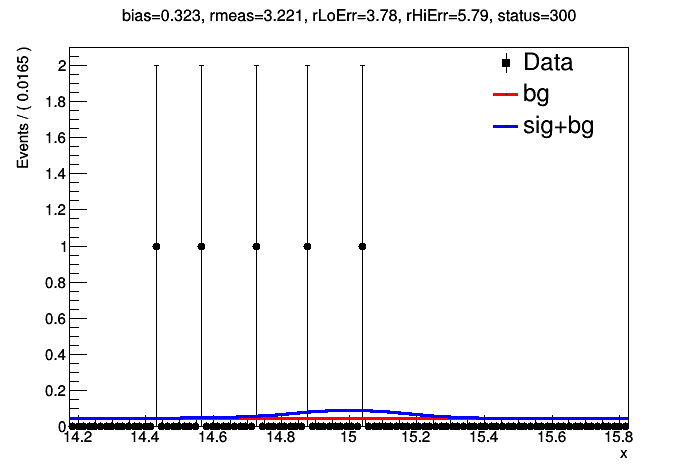 bias=0.323, rmeas=3.221, rLoErr=3.78, rHiErr=5.79, status=300
Events / ( 0.0165 )
2
1.8
1.6
1.4
1.2
1
0.8
0.6
0.4
0.2
0
Data
bg
sig+bg
14.2 14.4 14.6 14.8 15 15.2 15.4 15.6 15.8
x